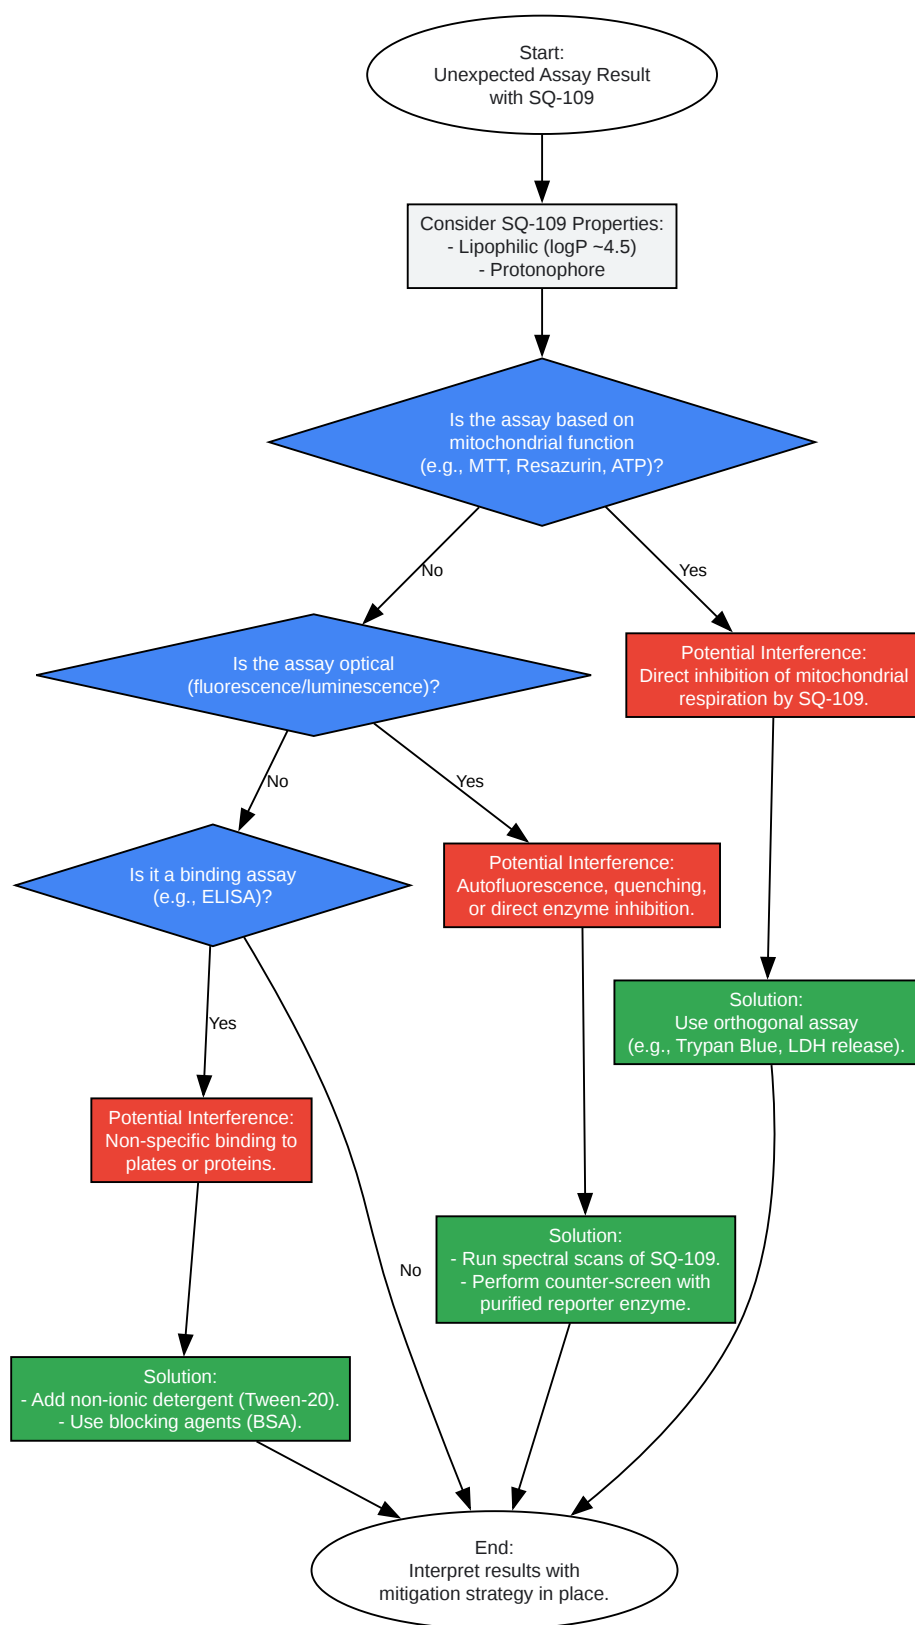 Start:
Unexpected Assay Result
with SQ-109
Consider SQ-109 Properties:
- Lipophilic (logP ~4.5)
- Protonophore
Is the assay based on
mitochondrial function
(e.g., MTT, Resazurin, ATP)?
No
Yes
Is the assay optical
(fluorescence/luminescence)?
Potential Interference:
Direct inhibition of mitochondrial
respiration by SQ-109.
No
Yes
Is it a binding assay
(e.g., ELISA)?
Potential Interference:
Autofluorescence, quenching,
or direct enzyme inhibition.
Solution:
Use orthogonal assay
(e.g., Trypan Blue, LDH release).
Yes
Potential Interference:
Non-specific binding to
plates or proteins.
No
Solution:
- Run spectral scans of SQ-109.
- Perform counter-screen with
purified reporter enzyme.
Solution:
- Add non-ionic detergent (Tween-20).
- Use blocking agents (BSA).
End:
Interpret results with
mitigation strategy in place.